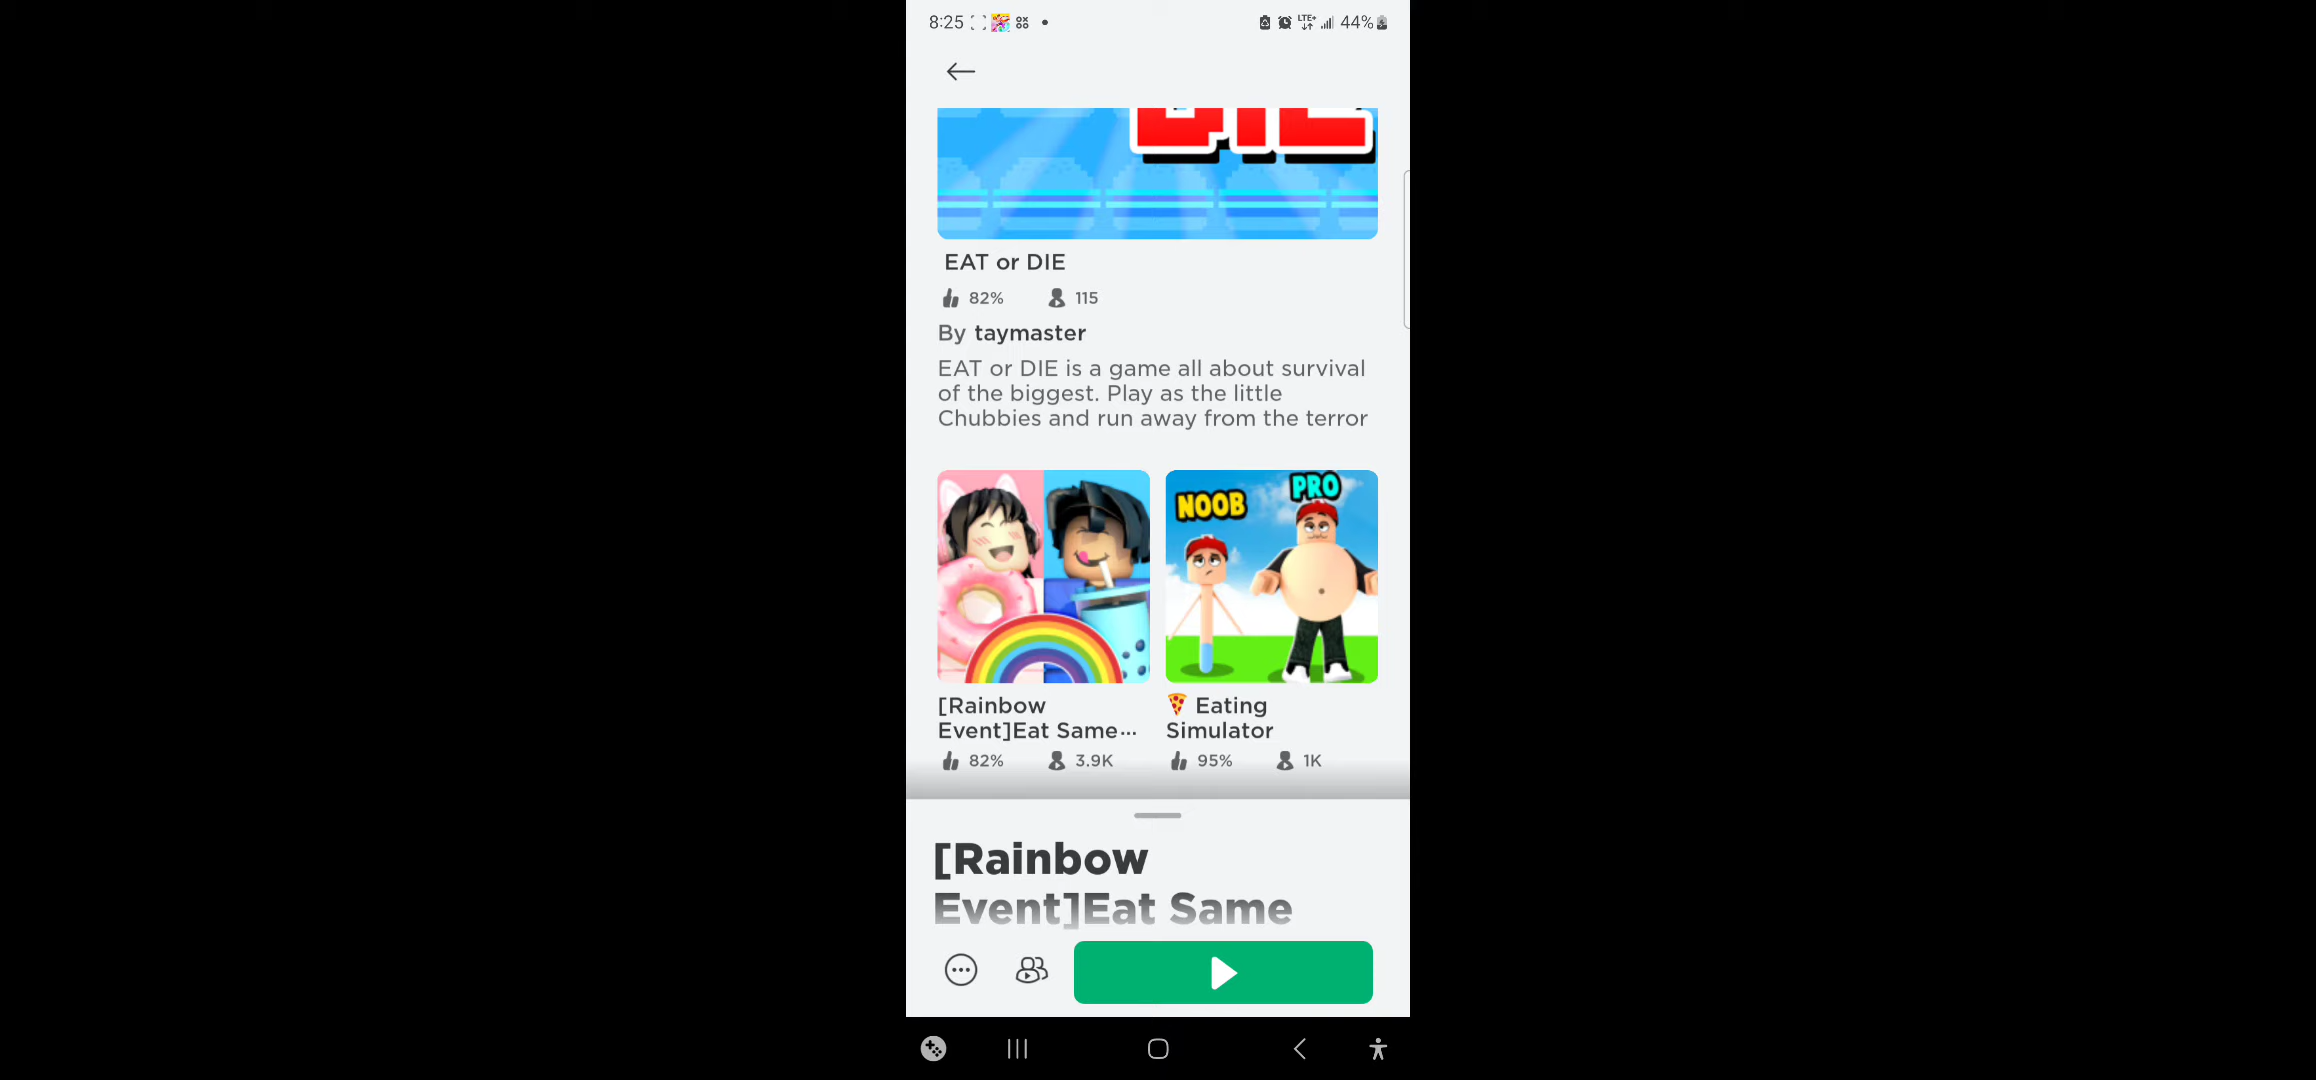 8:25
LTE+
44%
DIE
EAT or DIE
82%
115
By taymaster
EAT or DIE is a game all about survival
of the biggest. Play as the little
Chubbies and run away from the terror
NOOB
PRO
[Rainbow
Event]Eat Same...
82%
3.9K
🍕 Eating
Simulator
95%
1K
[Rainbow
Event]Eat Same